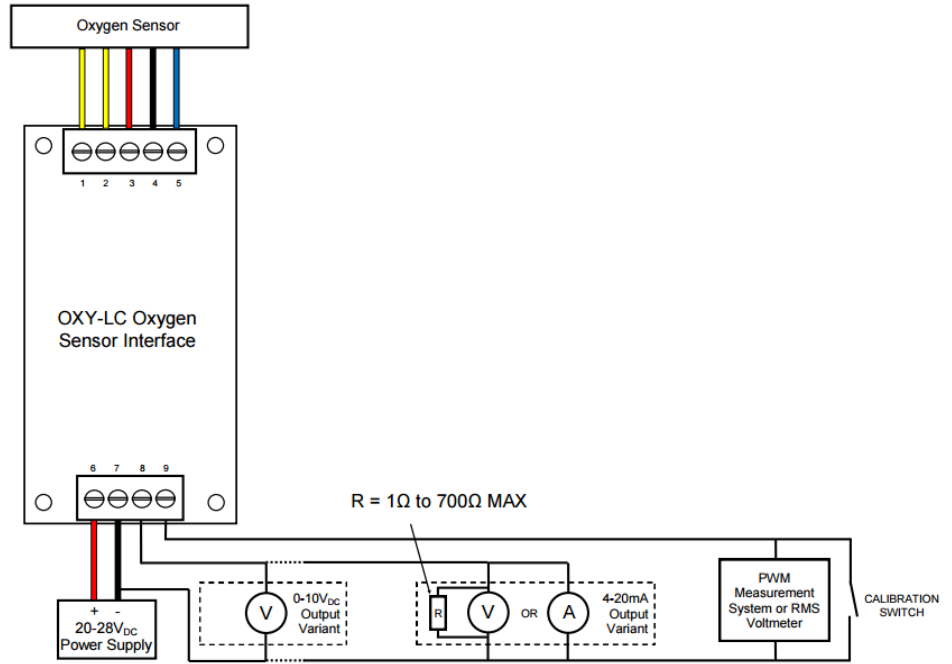 Oxygen Sensor
1 2 3 4 5
OXY-LC Oxygen
Sensor Interface
6 7 8 9
R = 1Ω to 700Ω MAX
+ -
20-28VDC
Power Supply
V
0-10VDC
Output
Variant
R
V
OR
A
4-20mA
Output
Variant
PWM
Measurement
System or RMS
Voltmeter
CALIBRATION
SWITCH